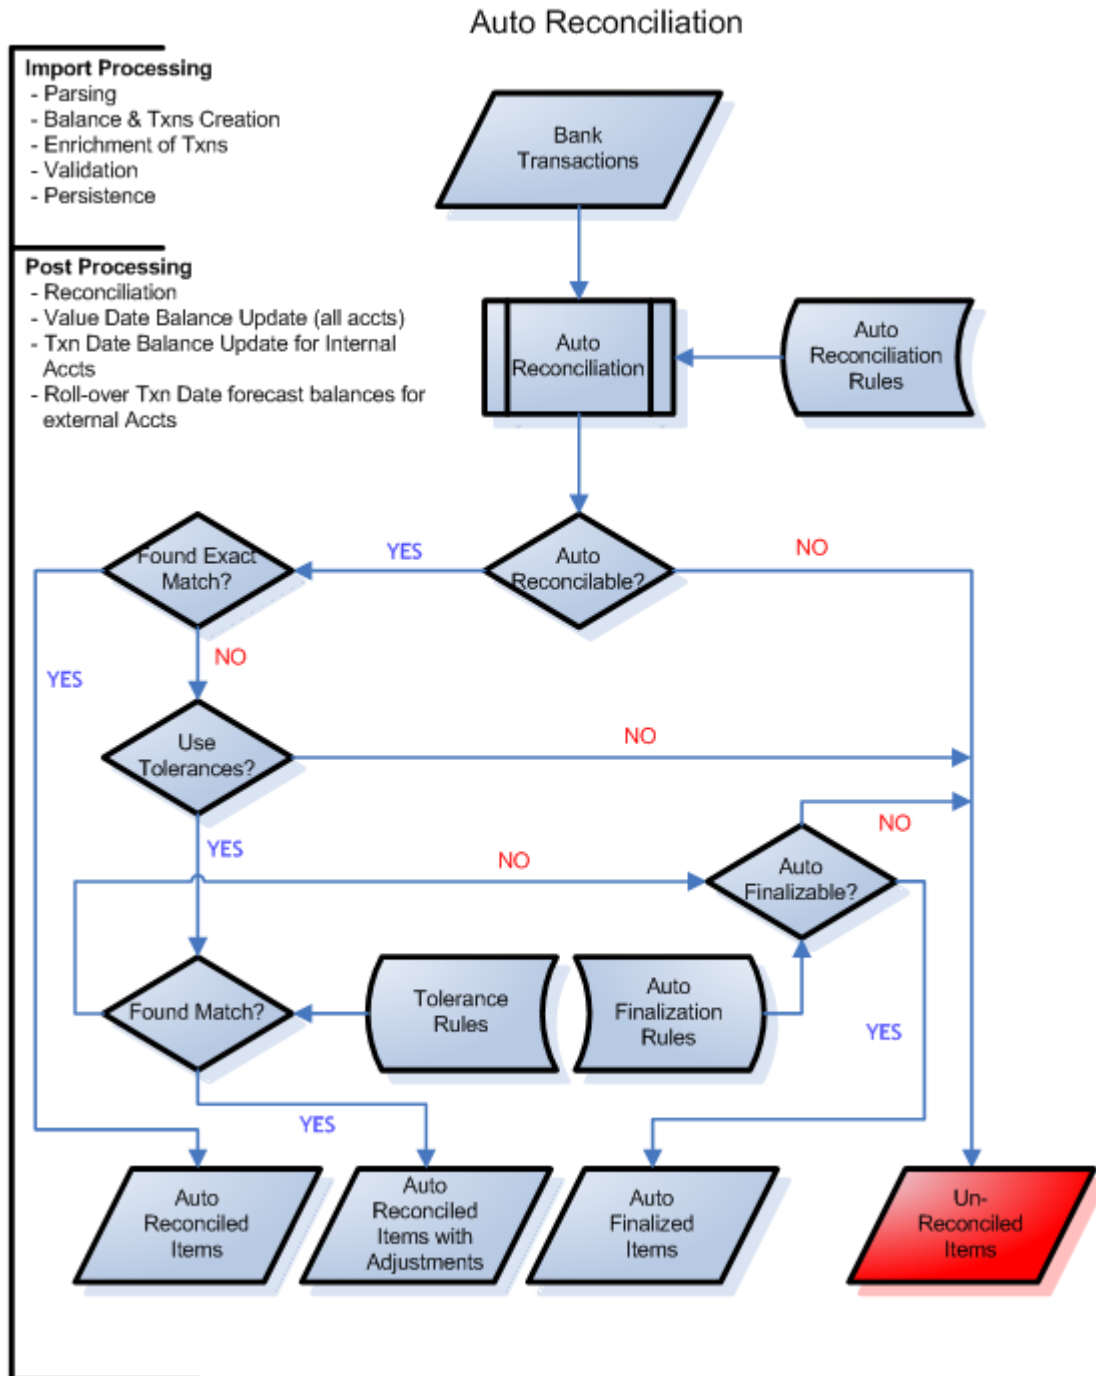 Auto Reconciliation
Import Processing
- Parsing
- Balance & Txns Creation
- Enrichment of Txns
- Validation
- Persistence
Bank
Transactions
Post Processing
- Reconciliation
- Value Date Balance Update (all accts)
- Txn Date Balance Update for Internal
Accts
- Roll-over Txn Date forecast balances for
external Accts
Auto
Reconciliation
Auto
Reconciliation
Rules
Found Exact
Match?
YES
Auto
Reconcilable?
NO
YES
NO
Use
Tolerances?
NO
YES
NO
Auto
Finalizable?
NO
Found Match?
Tolerance
Rules
Auto
Finalization
Rules
YES
YES
Auto
Reconciled
Items
Auto
Reconciled
Items with
Adjustments
Auto
Finalized
Items
Un-
Reconciled
Items